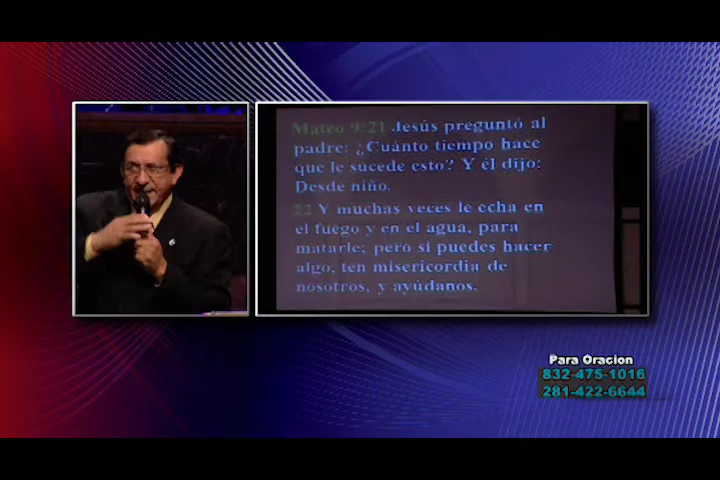 Mateo 9:21 Jesús preguntó al
padre: ¿Cuánto tiempo hace
que le sucede esto? Y él dijo:
Desde niño.
22 Y muchas veces le echa en
el fuego y en el agua, para
matarle; pero si puedes hacer
algo, ten misericordia de
nosotros, y ayúdanos.
Para Oracion
832-475-1016
281-422-6644